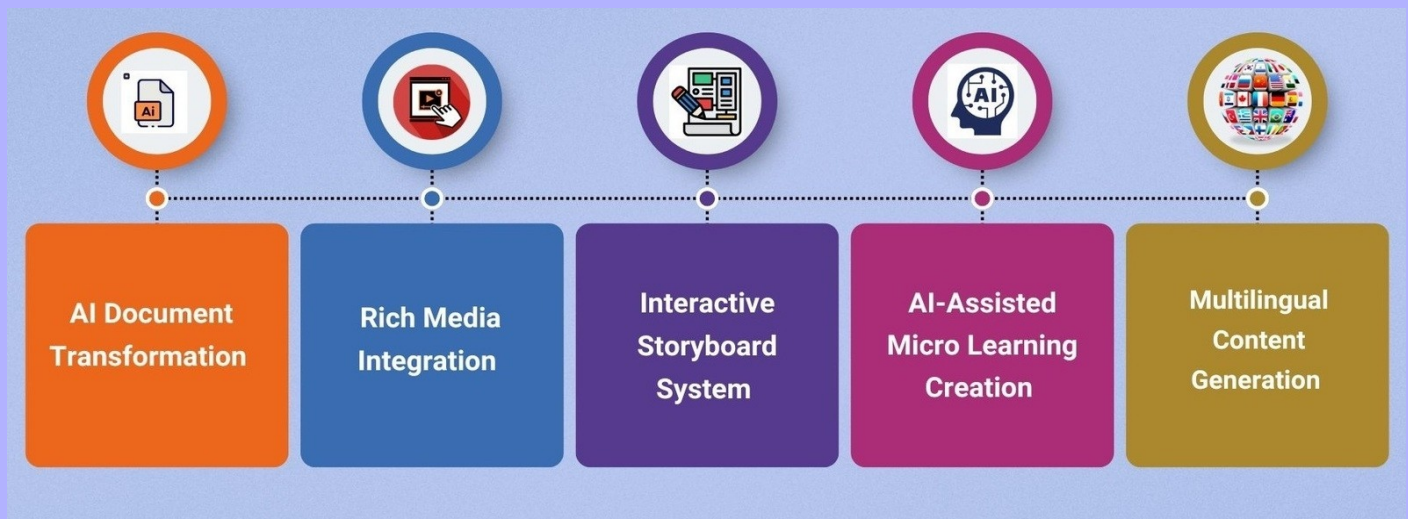 Ai
AI
AI Document
Transformation
Rich Media
Integration
Interactive
Storyboard
System
AI-Assisted
Micro Learning
Creation
Multilingual
Content
Generation